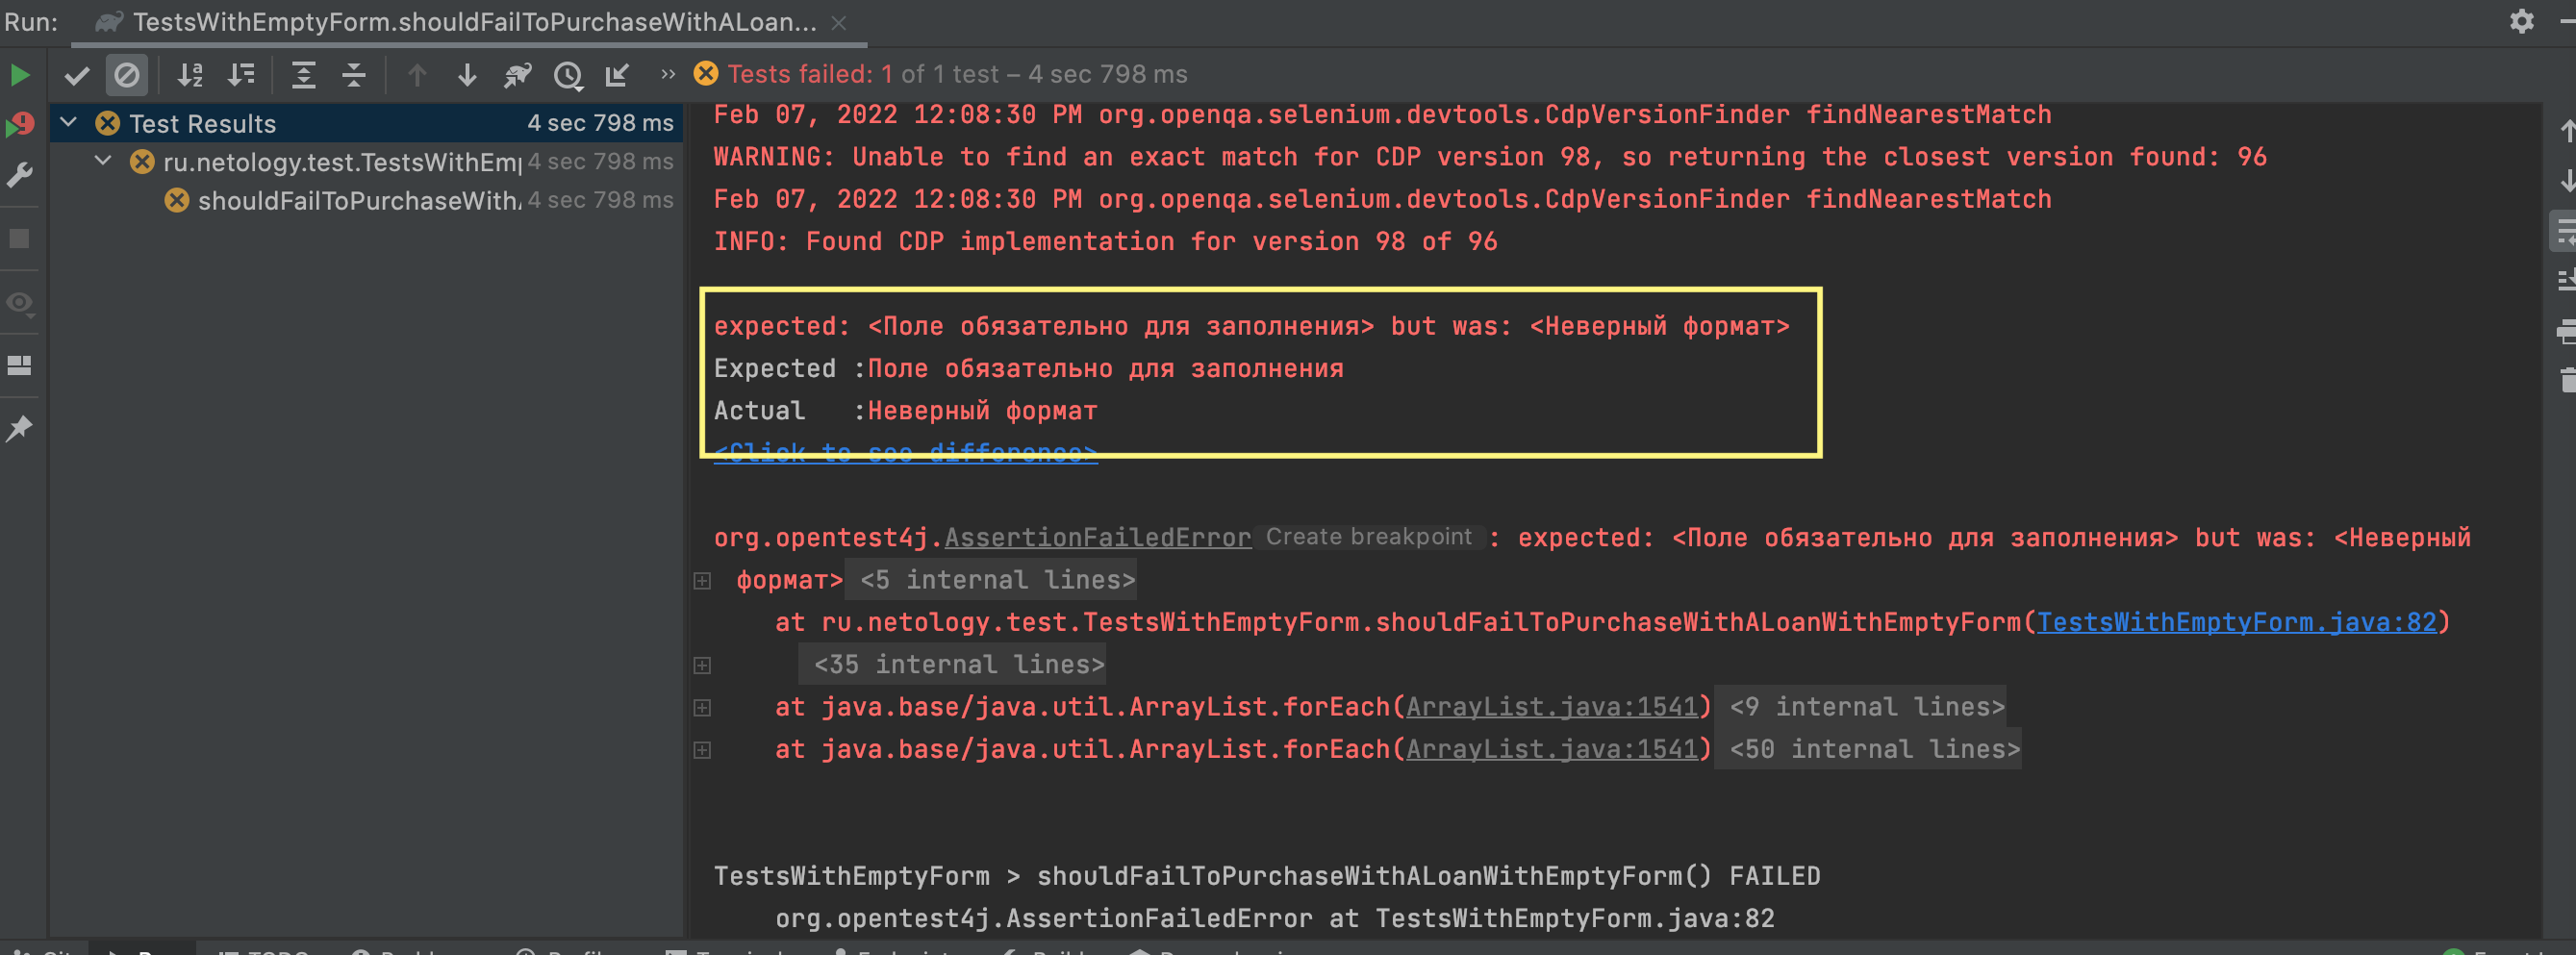 Run: TestsWithEmptyForm.shouldFailToPurchaseWithALoan...
Tests failed: 1 of 1 test – 4 sec 798 ms
Test Results 4 sec 798 ms
ru.netology.test.TestsWithEmp 4 sec 798 ms
shouldFailToPurchaseWith 4 sec 798 ms
Feb 07, 2022 12:08:30 PM org.openqa.selenium.devtools.CdpVersionFinder findNearestMatch
WARNING: Unable to find an exact match for CDP version 98, so returning the closest version found: 96
Feb 07, 2022 12:08:30 PM org.openqa.selenium.devtools.CdpVersionFinder findNearestMatch
INFO: Found CDP implementation for version 98 of 96
expected: <Поле обязательно для заполнения> but was: <Неверный формат>
Expected :Поле обязательно для заполнения
Actual   :Неверный формат
<Click to see difference>
org.opentest4j.AssertionFailedError Create breakpoint : expected: <Поле обязательно для заполнения> but was: <Неверный
формат> <5 internal lines>
at ru.netology.test.TestsWithEmptyForm.shouldFailToPurchaseWithALoanWithEmptyForm(TestsWithEmptyForm.java:82)
<35 internal lines>
at java.base/java.util.ArrayList.forEach(ArrayList.java:1541) <9 internal lines>
at java.base/java.util.ArrayList.forEach(ArrayList.java:1541) <50 internal lines>
TestsWithEmptyForm > shouldFailToPurchaseWithALoanWithEmptyForm() FAILED
org.opentest4j.AssertionFailedError at TestsWithEmptyForm.java:82